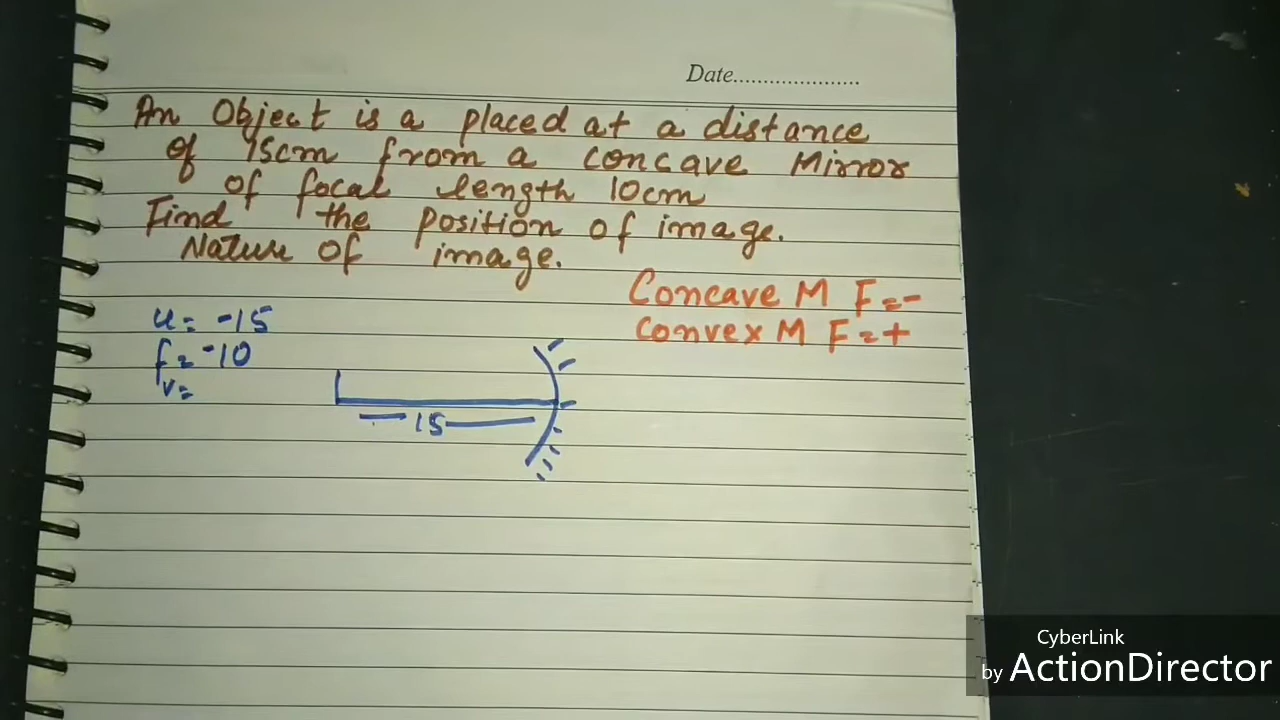 Date....................
An Object is a placed at a distance
of 15cm from a concave Mirror
of focal length 10cm
Find the position of image.
Nature of image.
Concave M F=-
Convex M F=+
u= -15
f= -10
v=
15
CyberLink
by ActionDirector